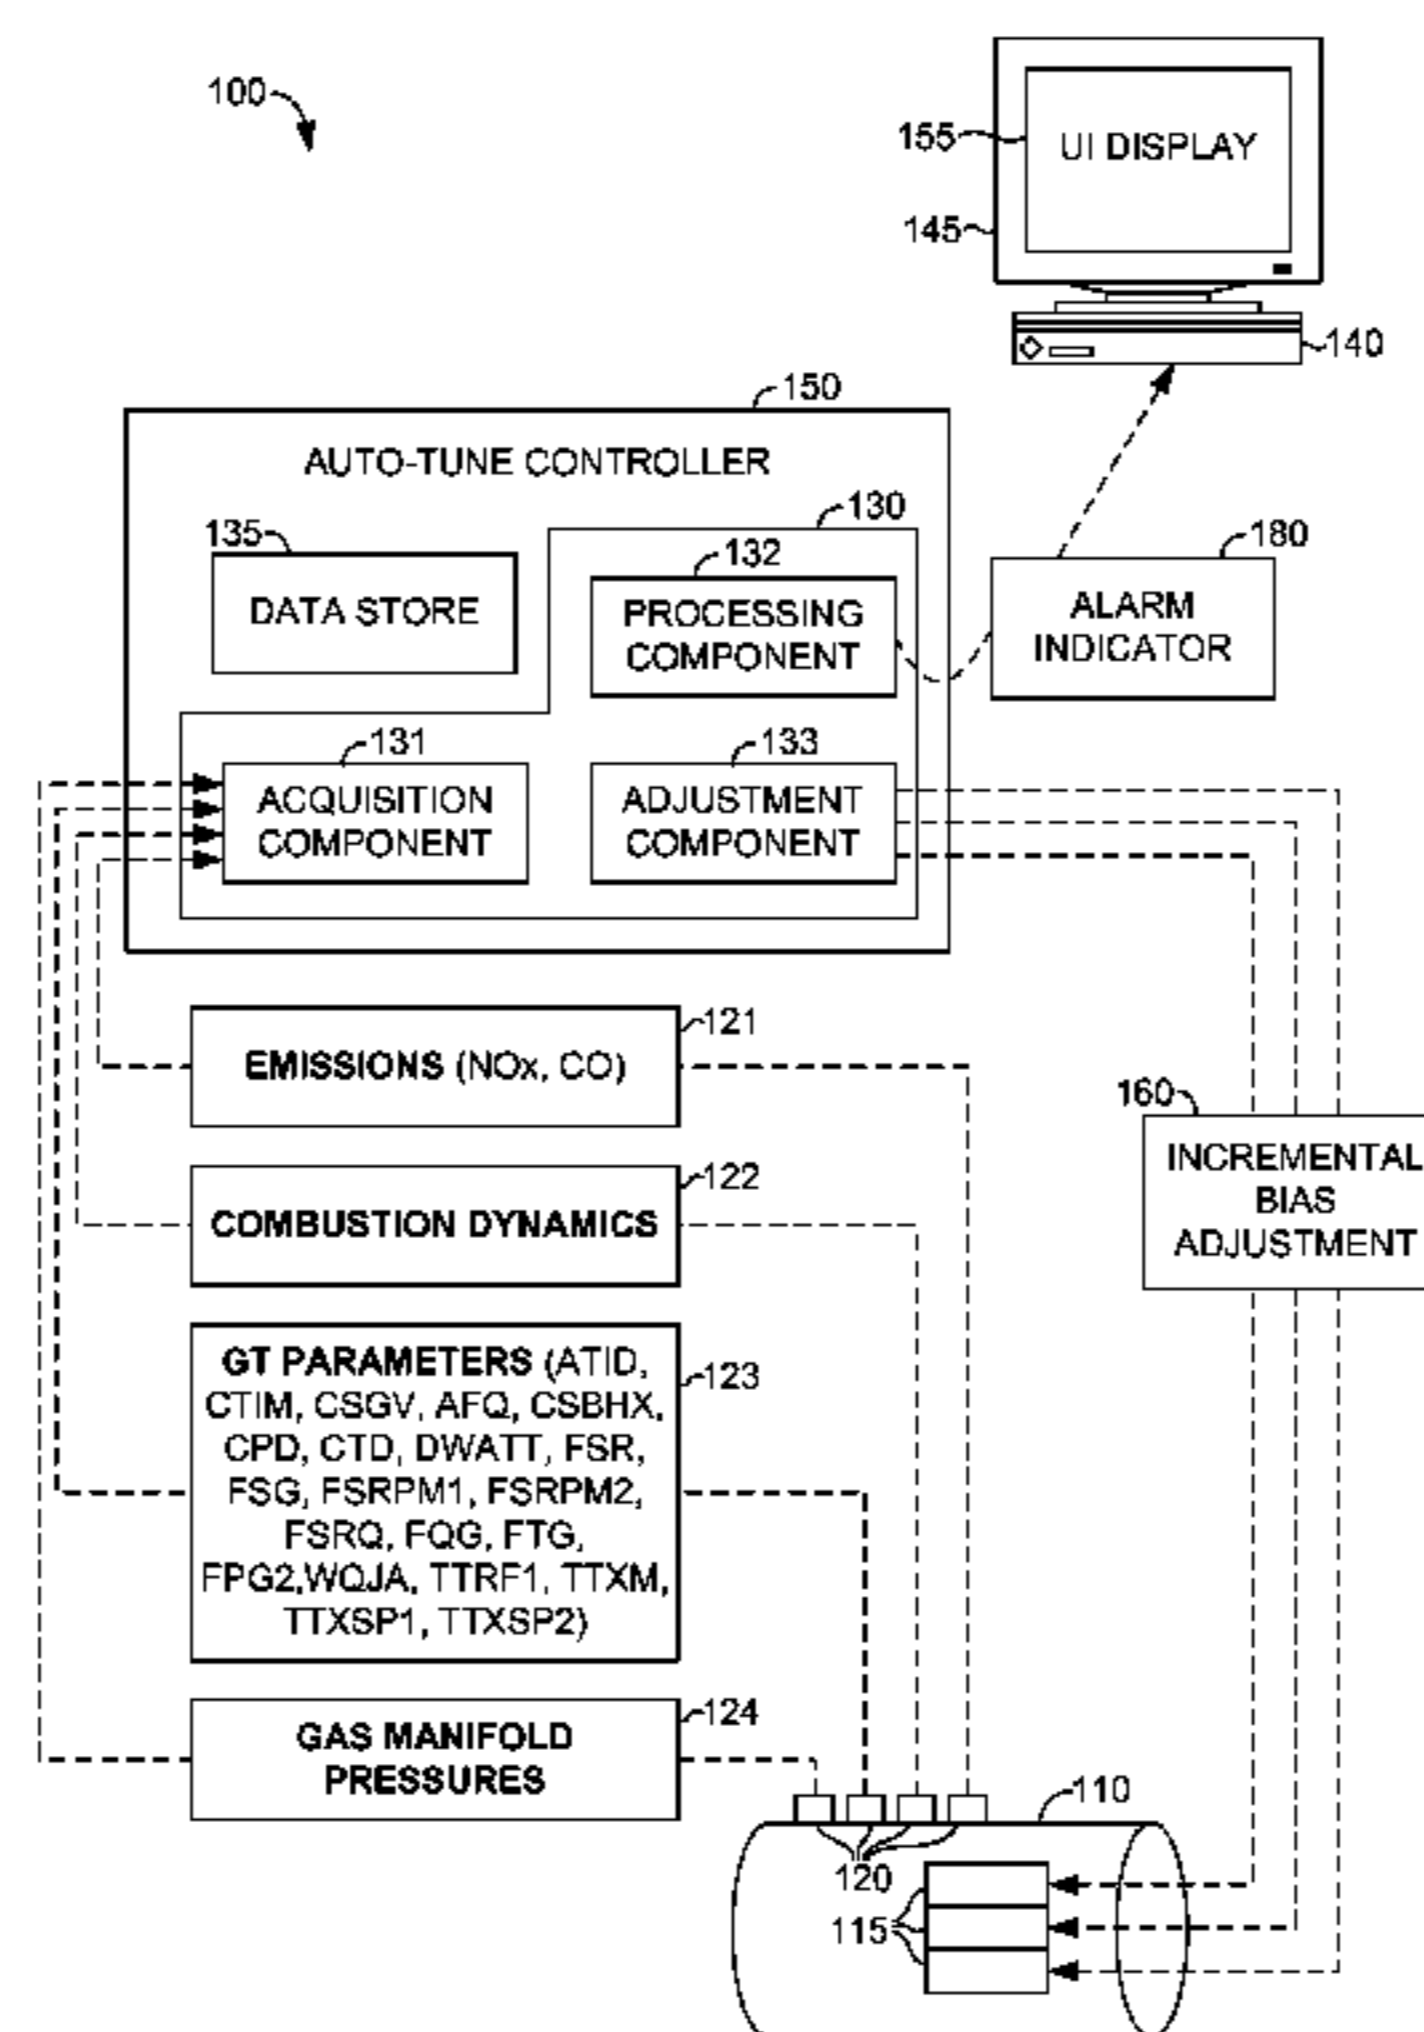 100
155
UI DISPLAY
145
140
150
AUTO-TUNE CONTROLLER
130
135
DATA STORE
132
PROCESSING
COMPONENT
180
ALARM
INDICATOR
131
ACQUISITION
COMPONENT
133
ADJUSTMENT
COMPONENT
121
EMISSIONS (NOx, CO)
160
INCREMENTAL
BIAS
ADJUSTMENT
122
COMBUSTION DYNAMICS
123
GT PARAMETERS (ATID,
CTIM, CSGV, AFQ, CSBHX,
CPD, CTD, DWATT, FSR,
FSG, FSRPM1, FSRPM2,
FSRQ, FQG, FTG,
FPG2,WQJA, TTRF1, TTXM,
TTXSP1, TTXSP2)
124
GAS MANIFOLD
PRESSURES
110
120
115